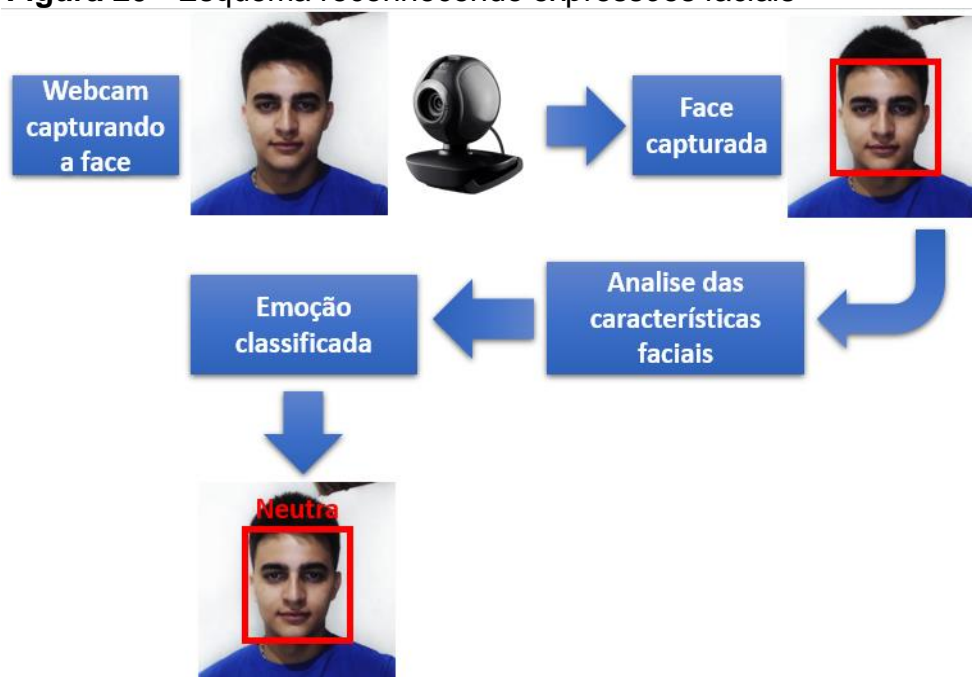 Webcam
capturando
a face
Face
capturada
Analise das
características
faciais
Emoção
classificada
Neutra